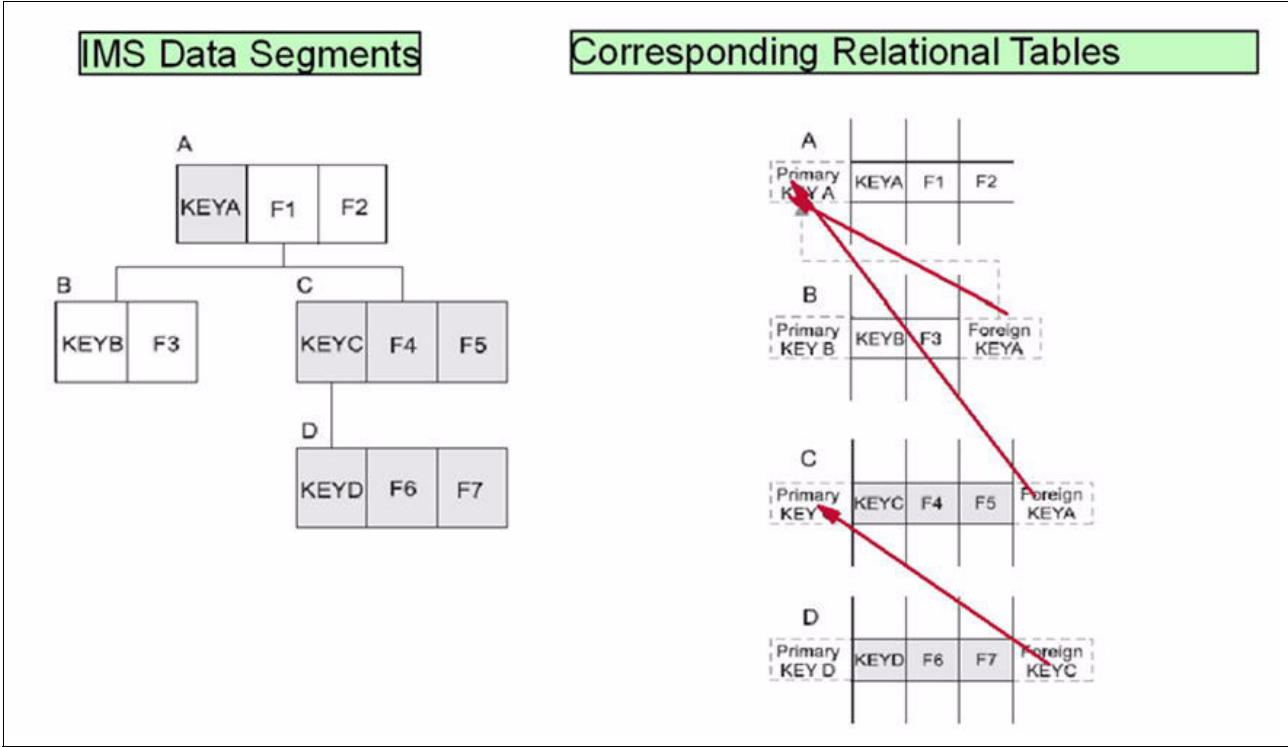 IMS Data Segments
Corresponding Relational Tables
A
KEYA F1 F2
B
KEYB F3
C
KEYC F4 F5
D
KEYD F6 F7
A
Primary
KEY A
KEYA F1 F2
B
Primary
KEY B
KEYB F3
Foreign
KEYA
C
Primary
KEY
KEYC F4 F5
Foreign
KEYA
D
Primary
KEY D
KEYD F6 F7
Foreign
KEYC